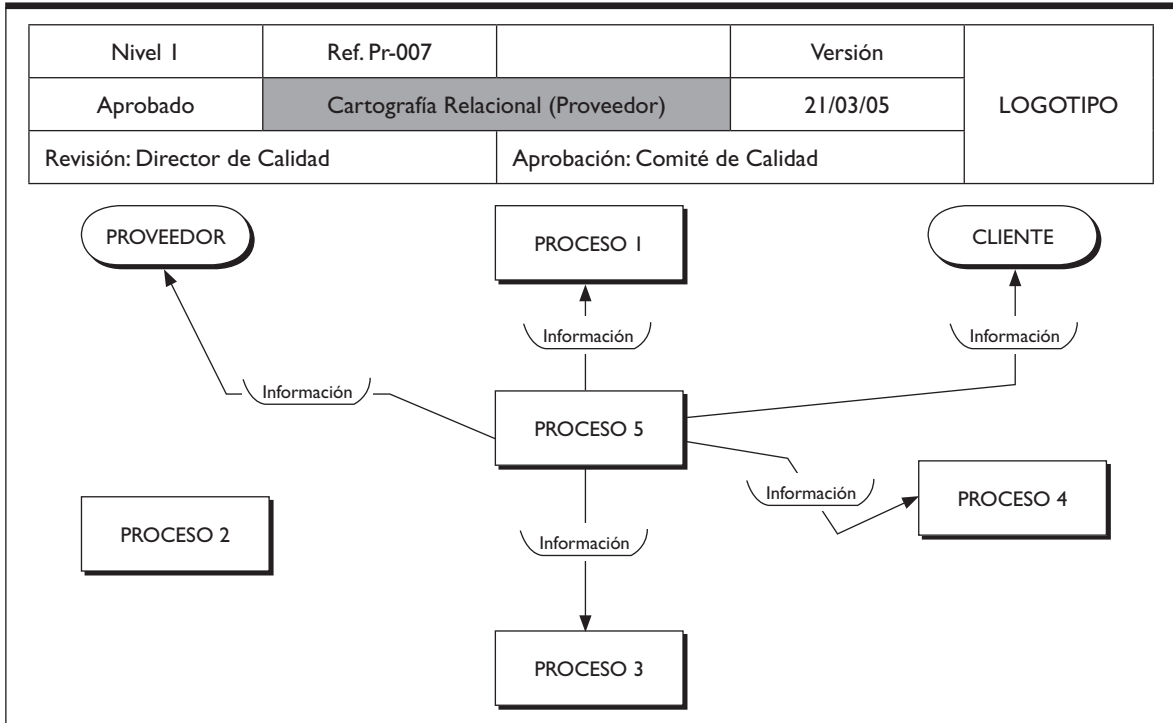 Nivel 1
Ref. Pr-007
Versión
Aprobado
Cartografía Relacional (Proveedor)
21/03/05
LOGOTIPO
Revisión: Director de Calidad
Aprobación: Comité de Calidad
PROVEEDOR
PROCESO 1
CLIENTE
Información
Información
Información
PROCESO 5
Información
PROCESO 4
PROCESO 2
Información
PROCESO 3